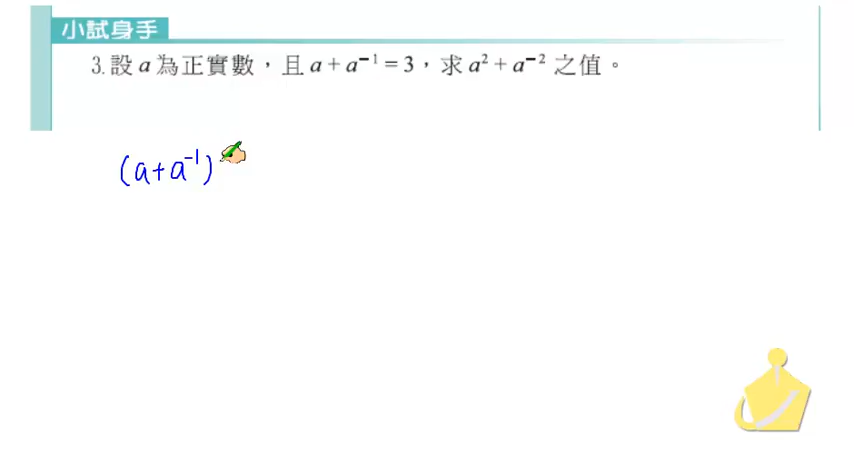 小試身手
3. 設 a 為正實數，且 a + a⁻¹ = 3，求 a² + a⁻² 之值。
(a+a⁻¹)